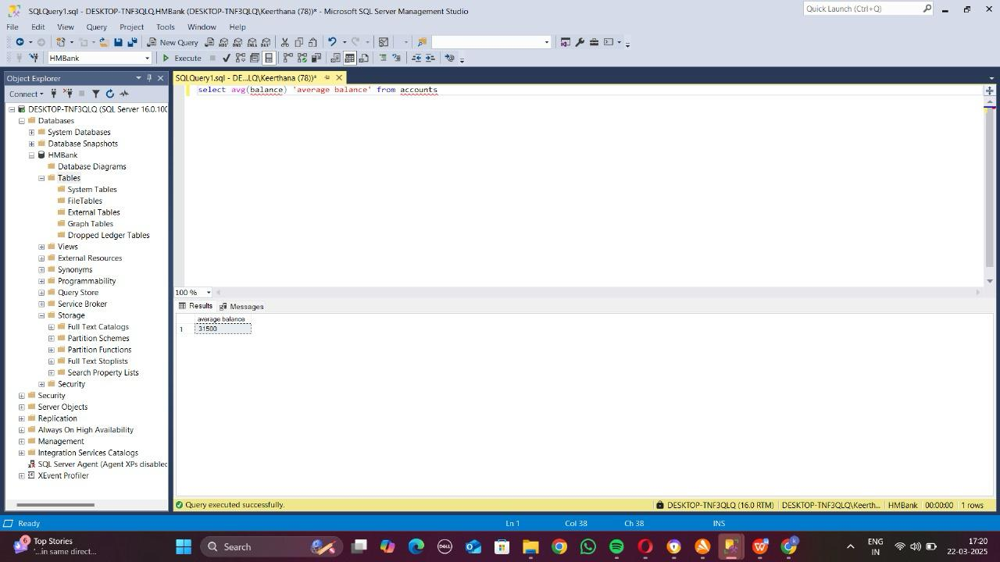 SQLQuery1.sql - DESKTOP-TNF3QLQ.HMBank (DESKTOP-TNF3QLQ\Keerthana (78))* - Microsoft SQL Server Management Studio
Quick Launch (Ctrl+Q)
File Edit View Query Project Tools Window Help
New Query
HMBank Execute
Object Explorer
SQLQuery1.sql - DE...LQ\Keerthana (78))*
Connect
select avg(balance) 'average balance' from accounts
DESKTOP-TNF3QLQ (SQL Server 16.0.100
Databases
System Databases
Database Snapshots
HMBank
Database Diagrams
Tables
System Tables
FileTables
External Tables
Graph Tables
Dropped Ledger Tables
Views
External Resources
Synonyms
Programmability
Query Store
Service Broker
Storage
Full Text Catalogs
Partition Schemes
Partition Functions
Full Text Stoplists
Search Property Lists
Security
Security
Server Objects
Replication
Always On High Availability
Management
Integration Services Catalogs
SQL Server Agent (Agent XPs disabled
XEvent Profiler
100 %
Results Messages
average balance
1 31500
Query executed successfully.
DESKTOP-TNF3QLQ (16.0 RTM) DESKTOP-TNF3QLQ\Keerth... HMBank 00:00:00 1 rows
Ready Ln 1 Col 38 Ch 38 INS
6 Top Stories
'...in same direct...
Search
DELL
ENG
IN
17:20
22-03-2025